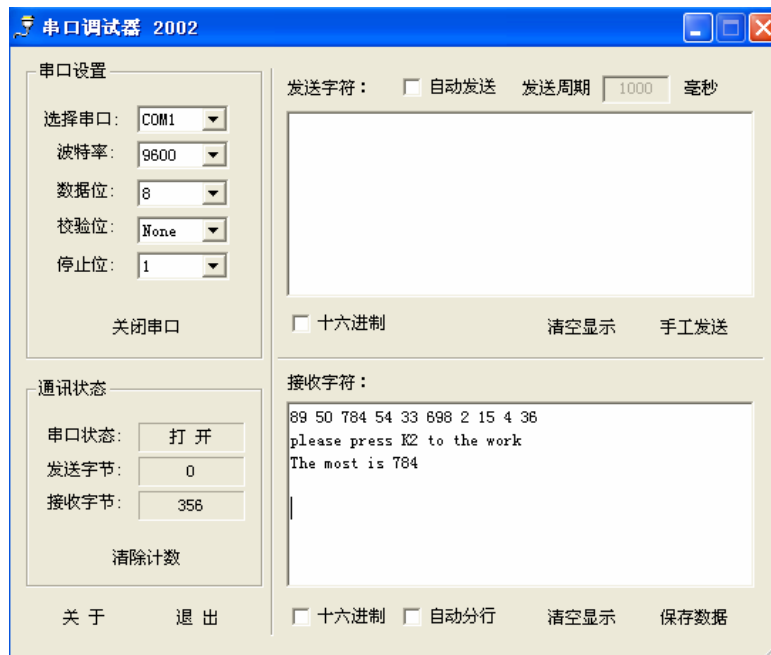 串口调试器 2002
串口设置
选择串口: COM1
波特率: 9600
数据位: 8
校验位: None
停止位: 1
关闭串口
通讯状态
串口状态: 打 开
发送字节: 0
接收字节: 356
清除计数
关 于 退 出
发送字符： 自动发送 发送周期 1000 毫秒
十六进制 清空显示 手工发送
接收字符：
89 50 784 54 33 698 2 15 4 36
please press K2 to the work
The most is 784
十六进制 自动分行 清空显示 保存数据